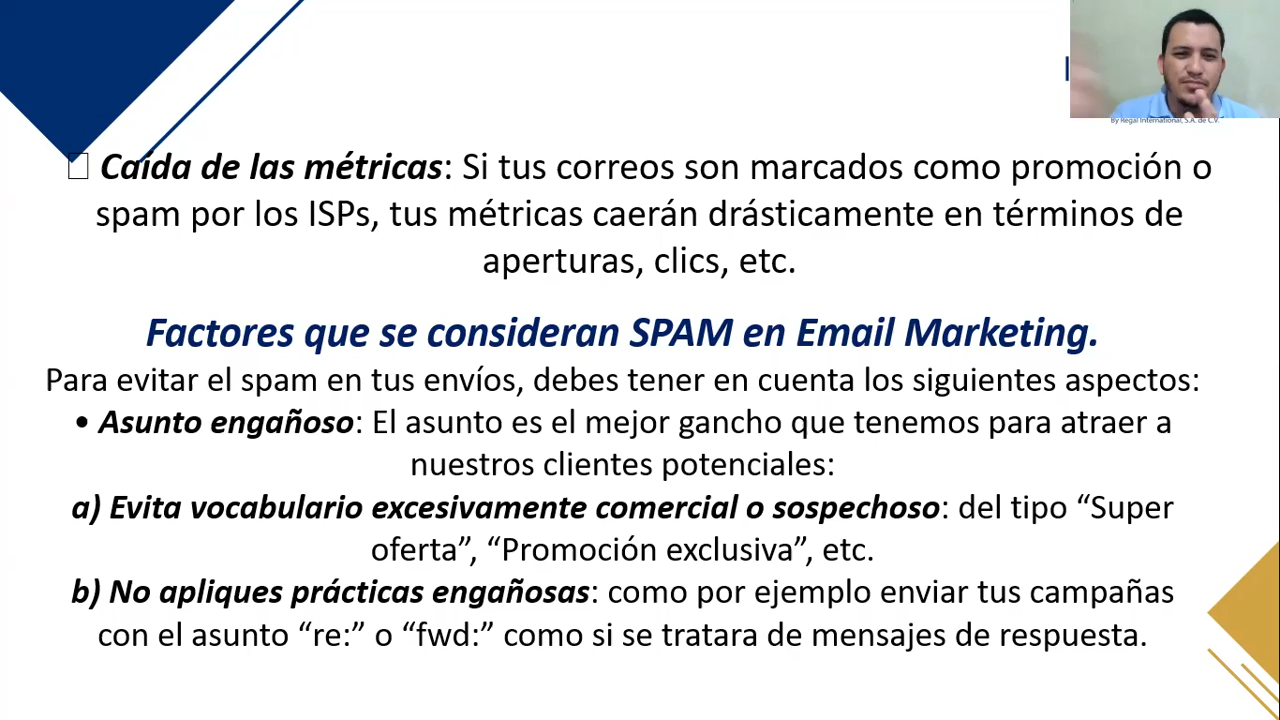 By Regal International, S.A. de C.V.
Caída de las métricas: Si tus correos son marcados como promoción o
spam por los ISPs, tus métricas caerán drásticamente en términos de
aperturas, clics, etc.
Factores que se consideran SPAM en Email Marketing.
Para evitar el spam en tus envíos, debes tener en cuenta los siguientes aspectos:
• Asunto engañoso: El asunto es el mejor gancho que tenemos para atraer a
nuestros clientes potenciales:
a) Evita vocabulario excesivamente comercial o sospechoso: del tipo “Super
oferta”, “Promoción exclusiva”, etc.
b) No apliques prácticas engañosas: como por ejemplo enviar tus campañas
con el asunto “re:” o “fwd:” como si se tratara de mensajes de respuesta.